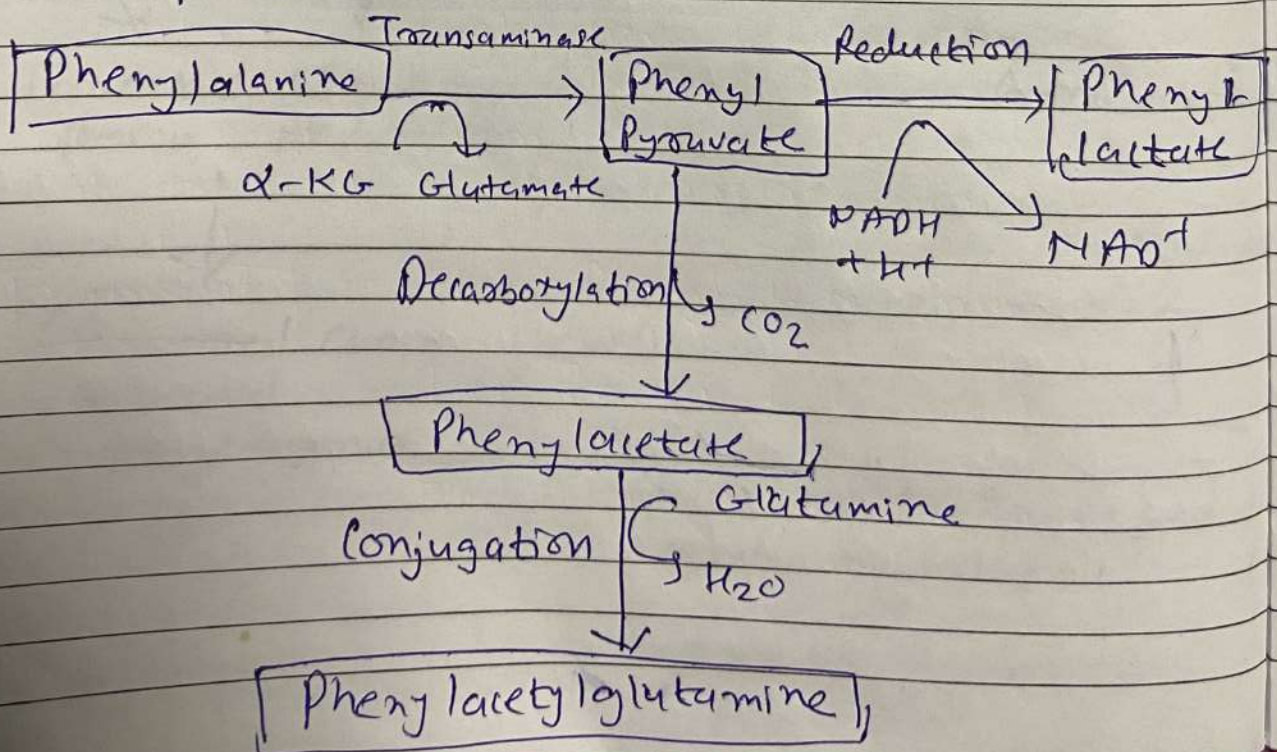 Transaminase
Reduction
Phenylalanine
Phenyl
Pyruvate
Phenyl
lactate
α-KG Glutamate
NADH
+ H+
NAD+
Decarboxylation
CO2
Phenylacetate
Glutamine
Conjugation
H2O
Phenylacetylglutamine